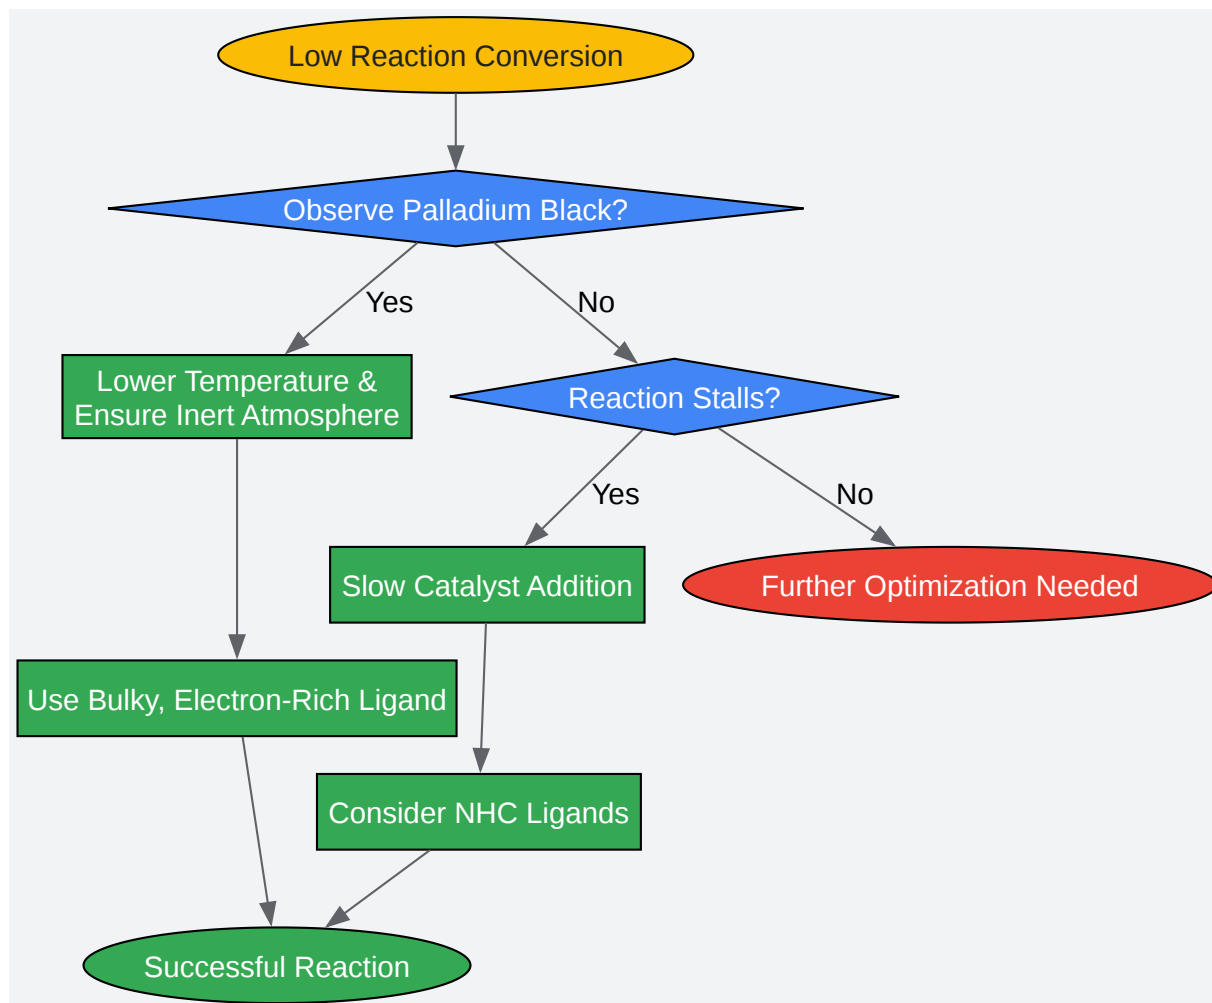 Low Reaction Conversion
Observe Palladium Black?
Yes
No
Lower Temperature &
Ensure Inert Atmosphere
Reaction Stalls?
Yes
No
Slow Catalyst Addition
Further Optimization Needed
Use Bulky, Electron-Rich Ligand
Consider NHC Ligands
Successful Reaction